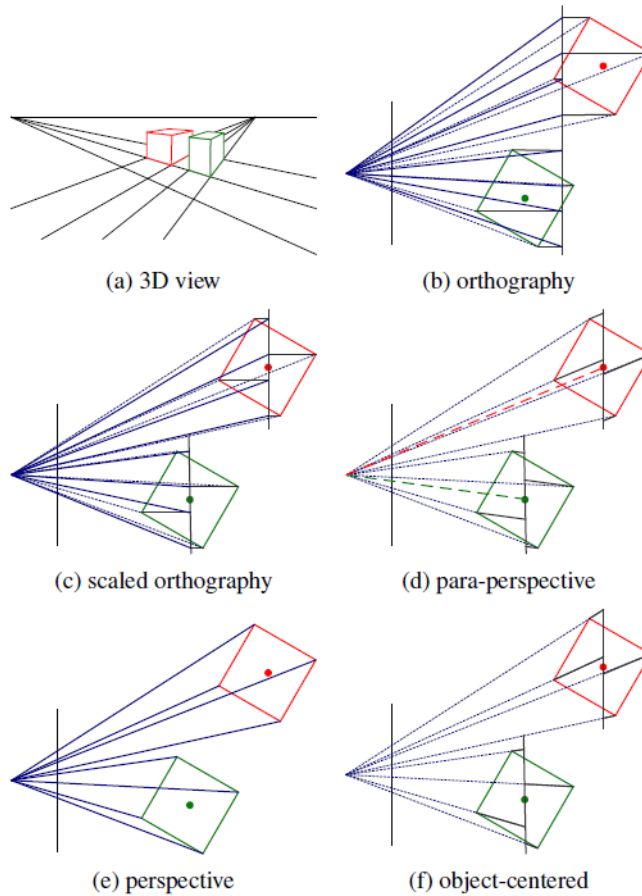 (a) 3D view
(b) orthography
(c) scaled orthography
(d) para-perspective
(e) perspective
(f) object-centered